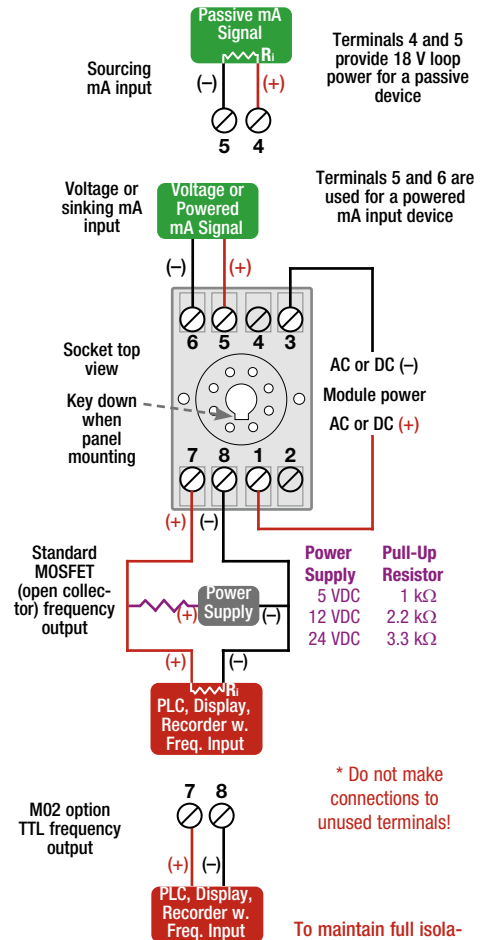 Passive mA
Signal
Ri
Sourcing
mA input
(–)
(+)
5
4
Terminals 4 and 5
provide 18 V loop
power for a passive
device
Voltage or
sinking mA
input
Voltage or
Powered
mA Signal
Terminals 5 and 6 are
used for a powered
mA input device
(–)
(+)
6
5
4
3
Socket top
view
Key down
when
panel
mounting
AC or DC (–)
Module power
AC or DC (+)
7
8
1
2
(+)
(–)
Standard
MOSFET
(open collec-
tor) frequency
output
(+)
Power
Supply
(–)
Power Supply
Pull-Up Resistor
5 VDC 1 kΩ
12 VDC 2.2 kΩ
24 VDC 3.3 kΩ
(+)
(–)
Ri
PLC, Display,
Recorder w.
Freq. Input
M02 option
TTL frequency
output
7
8
(+)
(–)
PLC, Display,
Recorder w.
Freq. Input
* Do not make
connections to
unused terminals!
To maintain full isola-